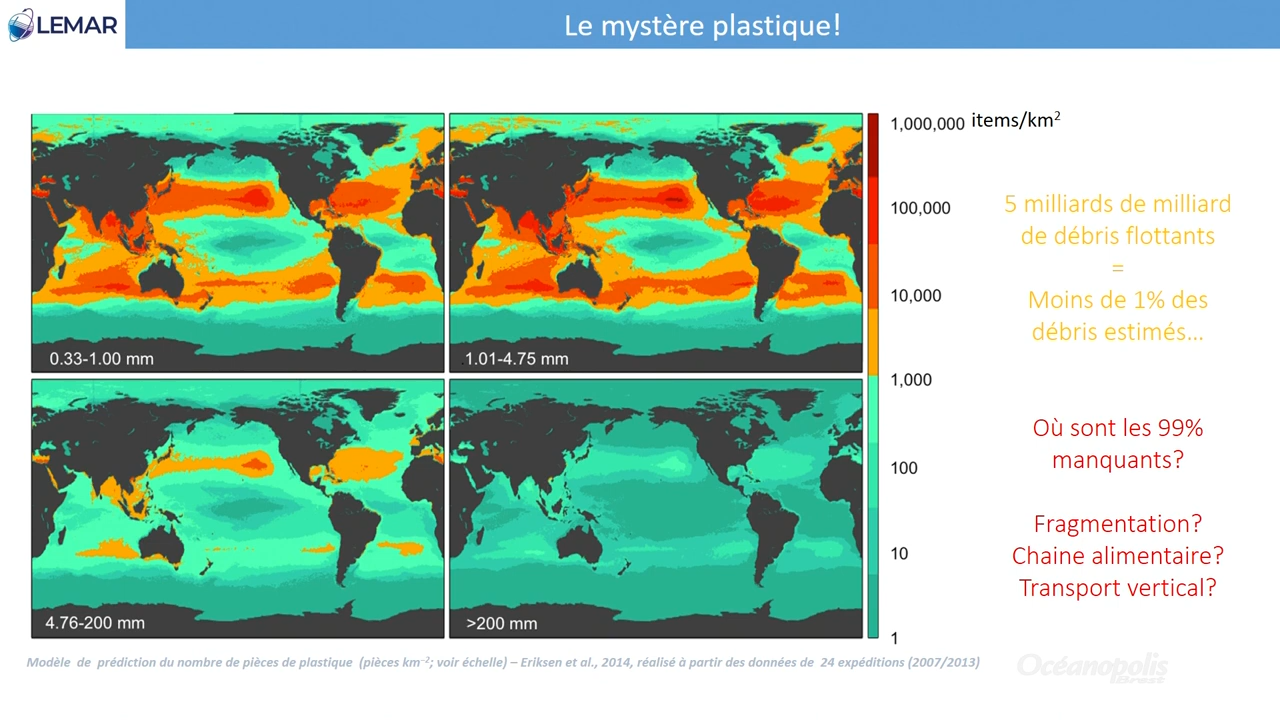 LEMAR
Le mystère plastique!
1,000,000 items/km²
100,000
10,000
1,000
100
10
1
0.33-1.00 mm
1.01-4.75 mm
4.76-200 mm
>200 mm
5 milliards de milliard
de débris flottants
=
Moins de 1% des
débris estimés...
Où sont les 99%
manquants?
Fragmentation?
Chaine alimentaire?
Transport vertical?
Modèle de prédiction du nombre de pièces de plastique (pièces km⁻²; voir échelle) – Eriksen et al., 2014, réalisé à partir des données de 24 expéditions (2007/2013)
Océanopolis
Brest